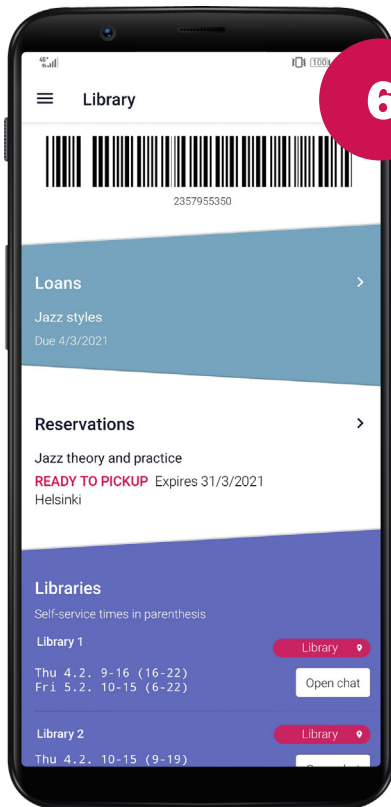 4G+
100
6
Library
2357955350
Loans
Jazz styles
Due 4/3/2021
Reservations
Jazz theory and practice
READY TO PICKUP Expires 31/3/2021
Helsinki
Libraries
Self-service times in parenthesis
Library 1
Library
Thu 4.2. 9-16 (16-22)
Fri 5.2. 10-15 (6-22)
Open chat
Library 2
Library
Thu 4.2. 10-15 (9-19)